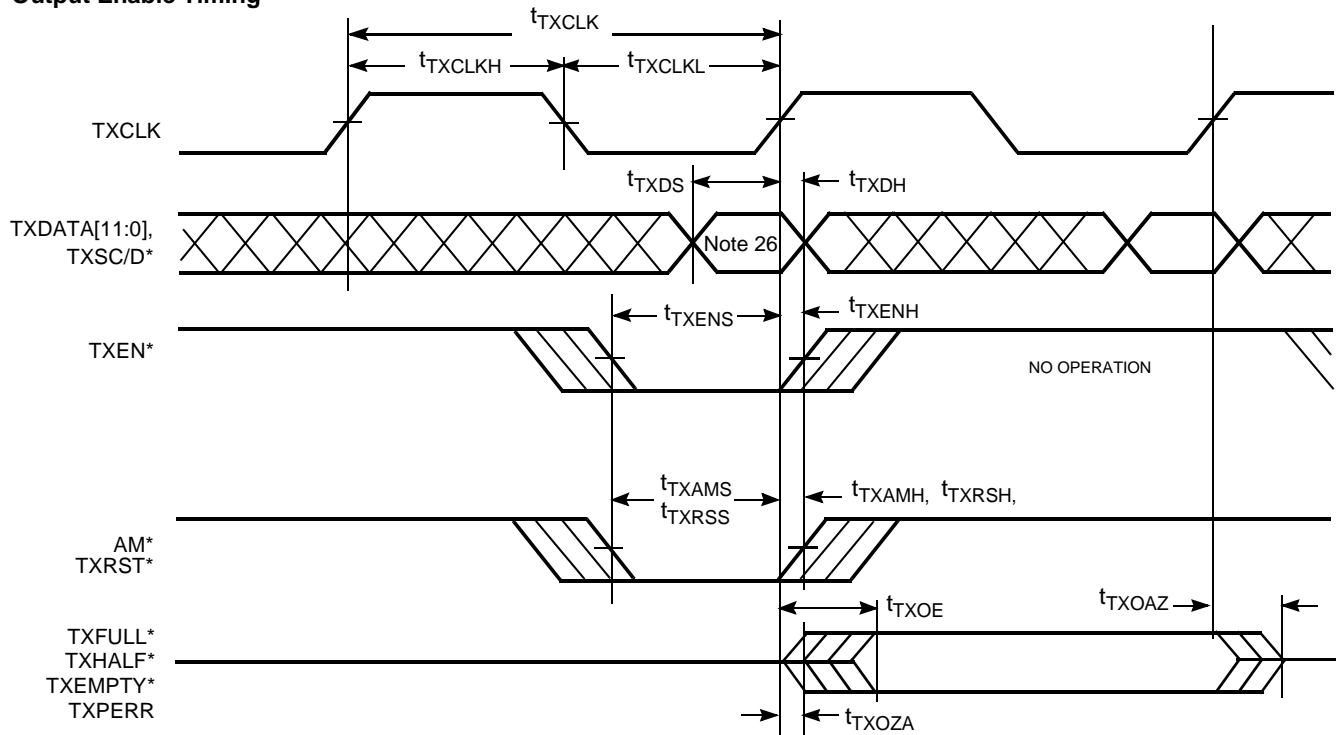 Output Enable Timing
tTXCLK
tTXCLKH
tTXCLKL
TXCLK
tTXDS
tTXDH
TXDATA[11:0],
TXSC/D*
Note 26
tTXENS
tTXENH
TXEN*
NO OPERATION
tTXAMS
tTXRSS
tTXAMH, tTXRSH,
AM*
TXRST*
tTXOE
tTXOAZ
TXFULL*
TXHALF*
TXEMPTY*
TXPERR
tTXOZA